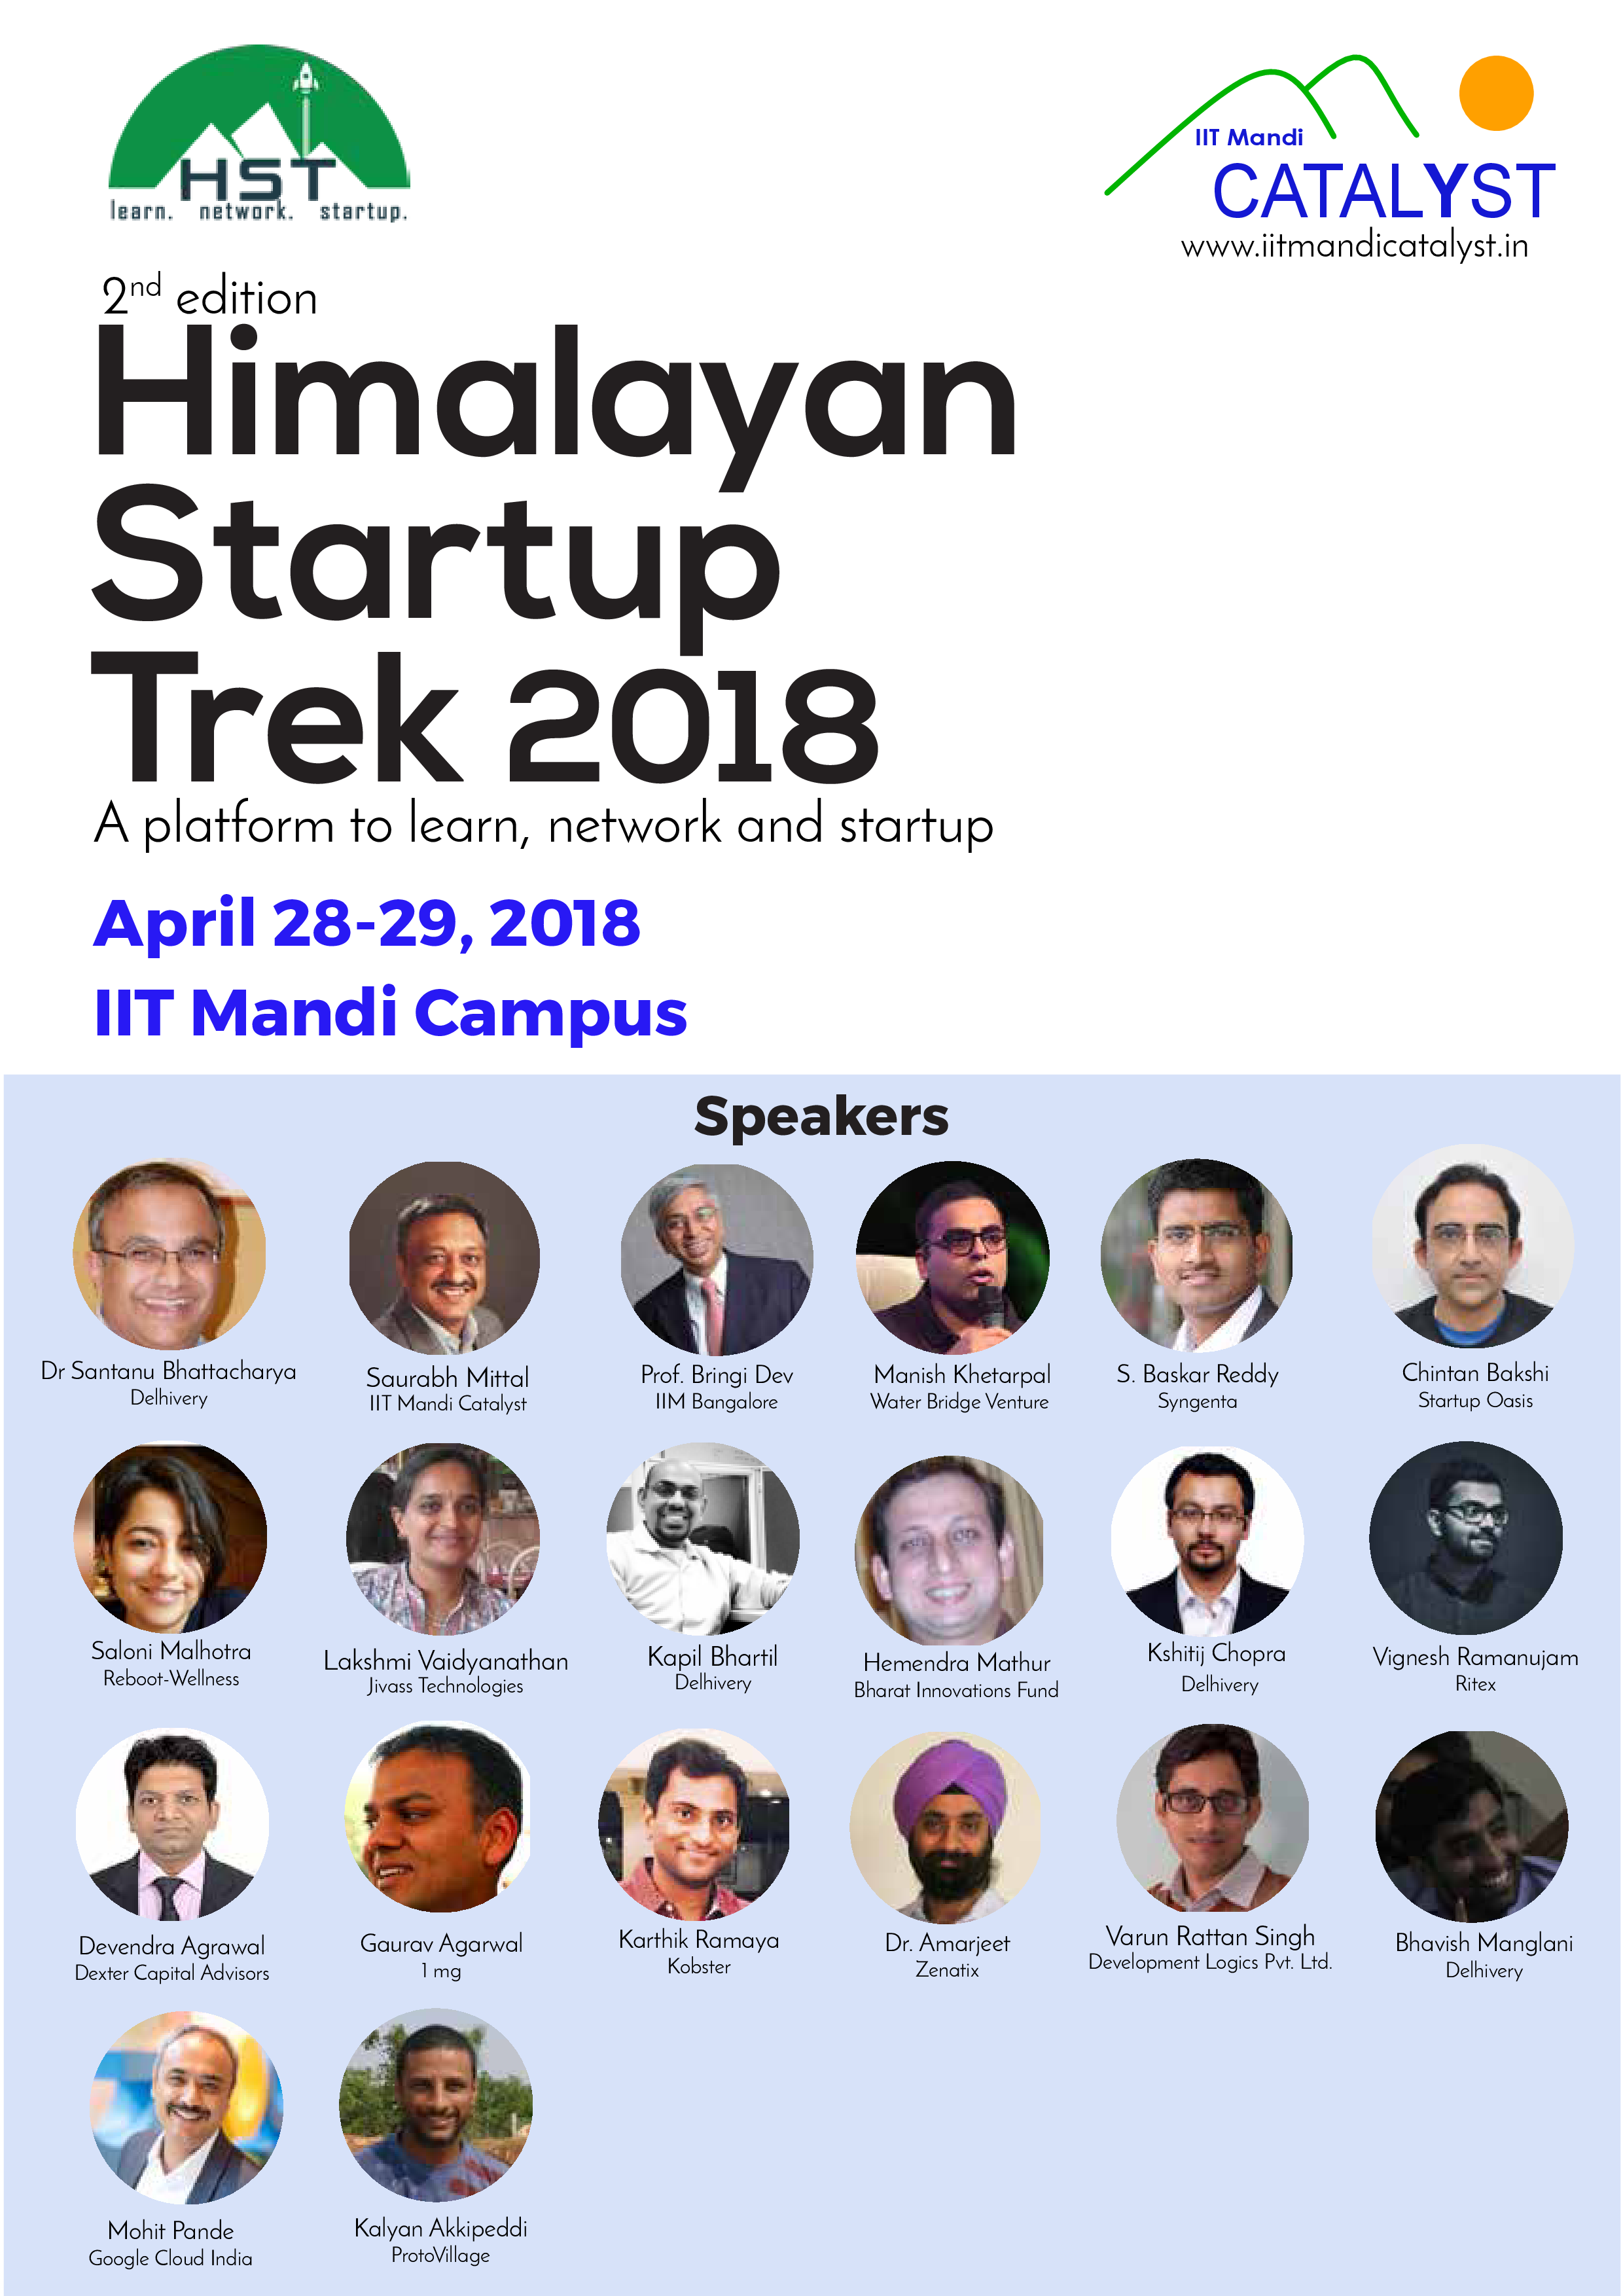 HST
learn. network. startup.
IIT Mandi
CATALYST
www.iitmandicatalyst.in
2nd edition
Himalayan
Startup
Trek 2018
A platform to learn, network and startup
April 28-29, 2018
IIT Mandi Campus
Speakers
Dr Santanu Bhattacharya
Delhivery
Saurabh Mittal
IIT Mandi Catalyst
Prof. Bringi Dev
IIM Bangalore
Manish Khetarpal
Water Bridge Venture
S. Baskar Reddy
Syngenta
Chintan Bakshi
Startup Oasis
Saloni Malhotra
Reboot-Wellness
Lakshmi Vaidyanathan
Jivass Technologies
Kapil Bhartil
Delhivery
Hemendra Mathur
Bharat Innovations Fund
Kshitij Chopra
Delhivery
Vignesh Ramanujam
Ritex
Devendra Agrawal
Dexter Capital Advisors
Gaurav Agarwal
1 mg
Karthik Ramaya
Kobster
Dr. Amarjeet
Zenatix
Varun Rattan Singh
Development Logics Pvt. Ltd.
Bhavish Manglani
Delhivery
Mohit Pande
Google Cloud India
Kalyan Akkipeddi
ProtoVillage